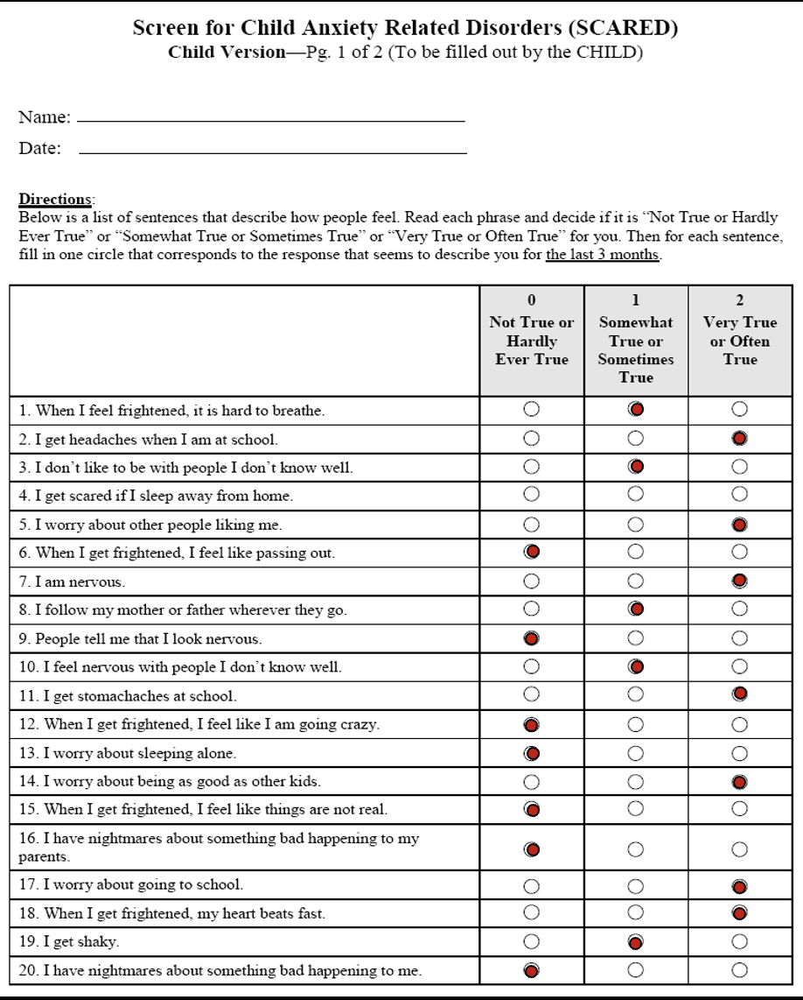 Screen for Child Anxiety Related Disorders (SCARED)
Child Version—Pg. 1 of 2 (To be filled out by the CHILD)
Name:
Date:
Directions:
Below is a list of sentences that describe how people feel. Read each phrase and decide if it is “Not True or Hardly
Ever True” or “Somewhat True or Sometimes True” or “Very True or Often True” for you. Then for each sentence,
fill in one circle that corresponds to the response that seems to describe you for the last 3 months.
0
Not True or
Hardly
Ever True
1
Somewhat
True or
Sometimes
True
2
Very True
or Often
True
1. When I feel frightened, it is hard to breathe.
2. I get headaches when I am at school.
3. I don’t like to be with people I don’t know well.
4. I get scared if I sleep away from home.
5. I worry about other people liking me.
6. When I get frightened, I feel like passing out.
7. I am nervous.
8. I follow my mother or father wherever they go.
9. People tell me that I look nervous.
10. I feel nervous with people I don’t know well.
11. I get stomachaches at school.
12. When I get frightened, I feel like I am going crazy.
13. I worry about sleeping alone.
14. I worry about being as good as other kids.
15. When I get frightened, I feel like things are not real.
16. I have nightmares about something bad happening to my
parents.
17. I worry about going to school.
18. When I get frightened, my heart beats fast.
19. I get shaky.
20. I have nightmares about something bad happening to me.